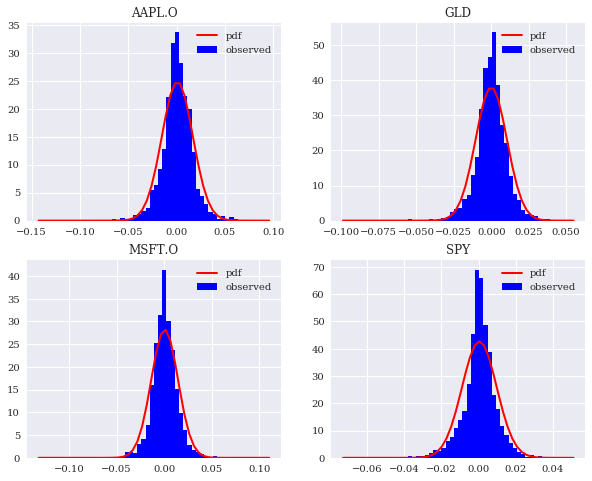 AAPL.O
35
30
25
20
15
10
5
0
pdf
observed
−0.15 −0.10 −0.05 0.00 0.05 0.10
GLD
50
40
30
20
10
0
pdf
observed
−0.100 −0.075 −0.050 −0.025 0.000 0.025 0.050
MSFT.O
40
35
30
25
20
15
10
5
0
pdf
observed
−0.10 −0.05 0.00 0.05 0.10
SPY
70
60
50
40
30
20
10
0
pdf
observed
−0.06 −0.04 −0.02 0.00 0.02 0.04